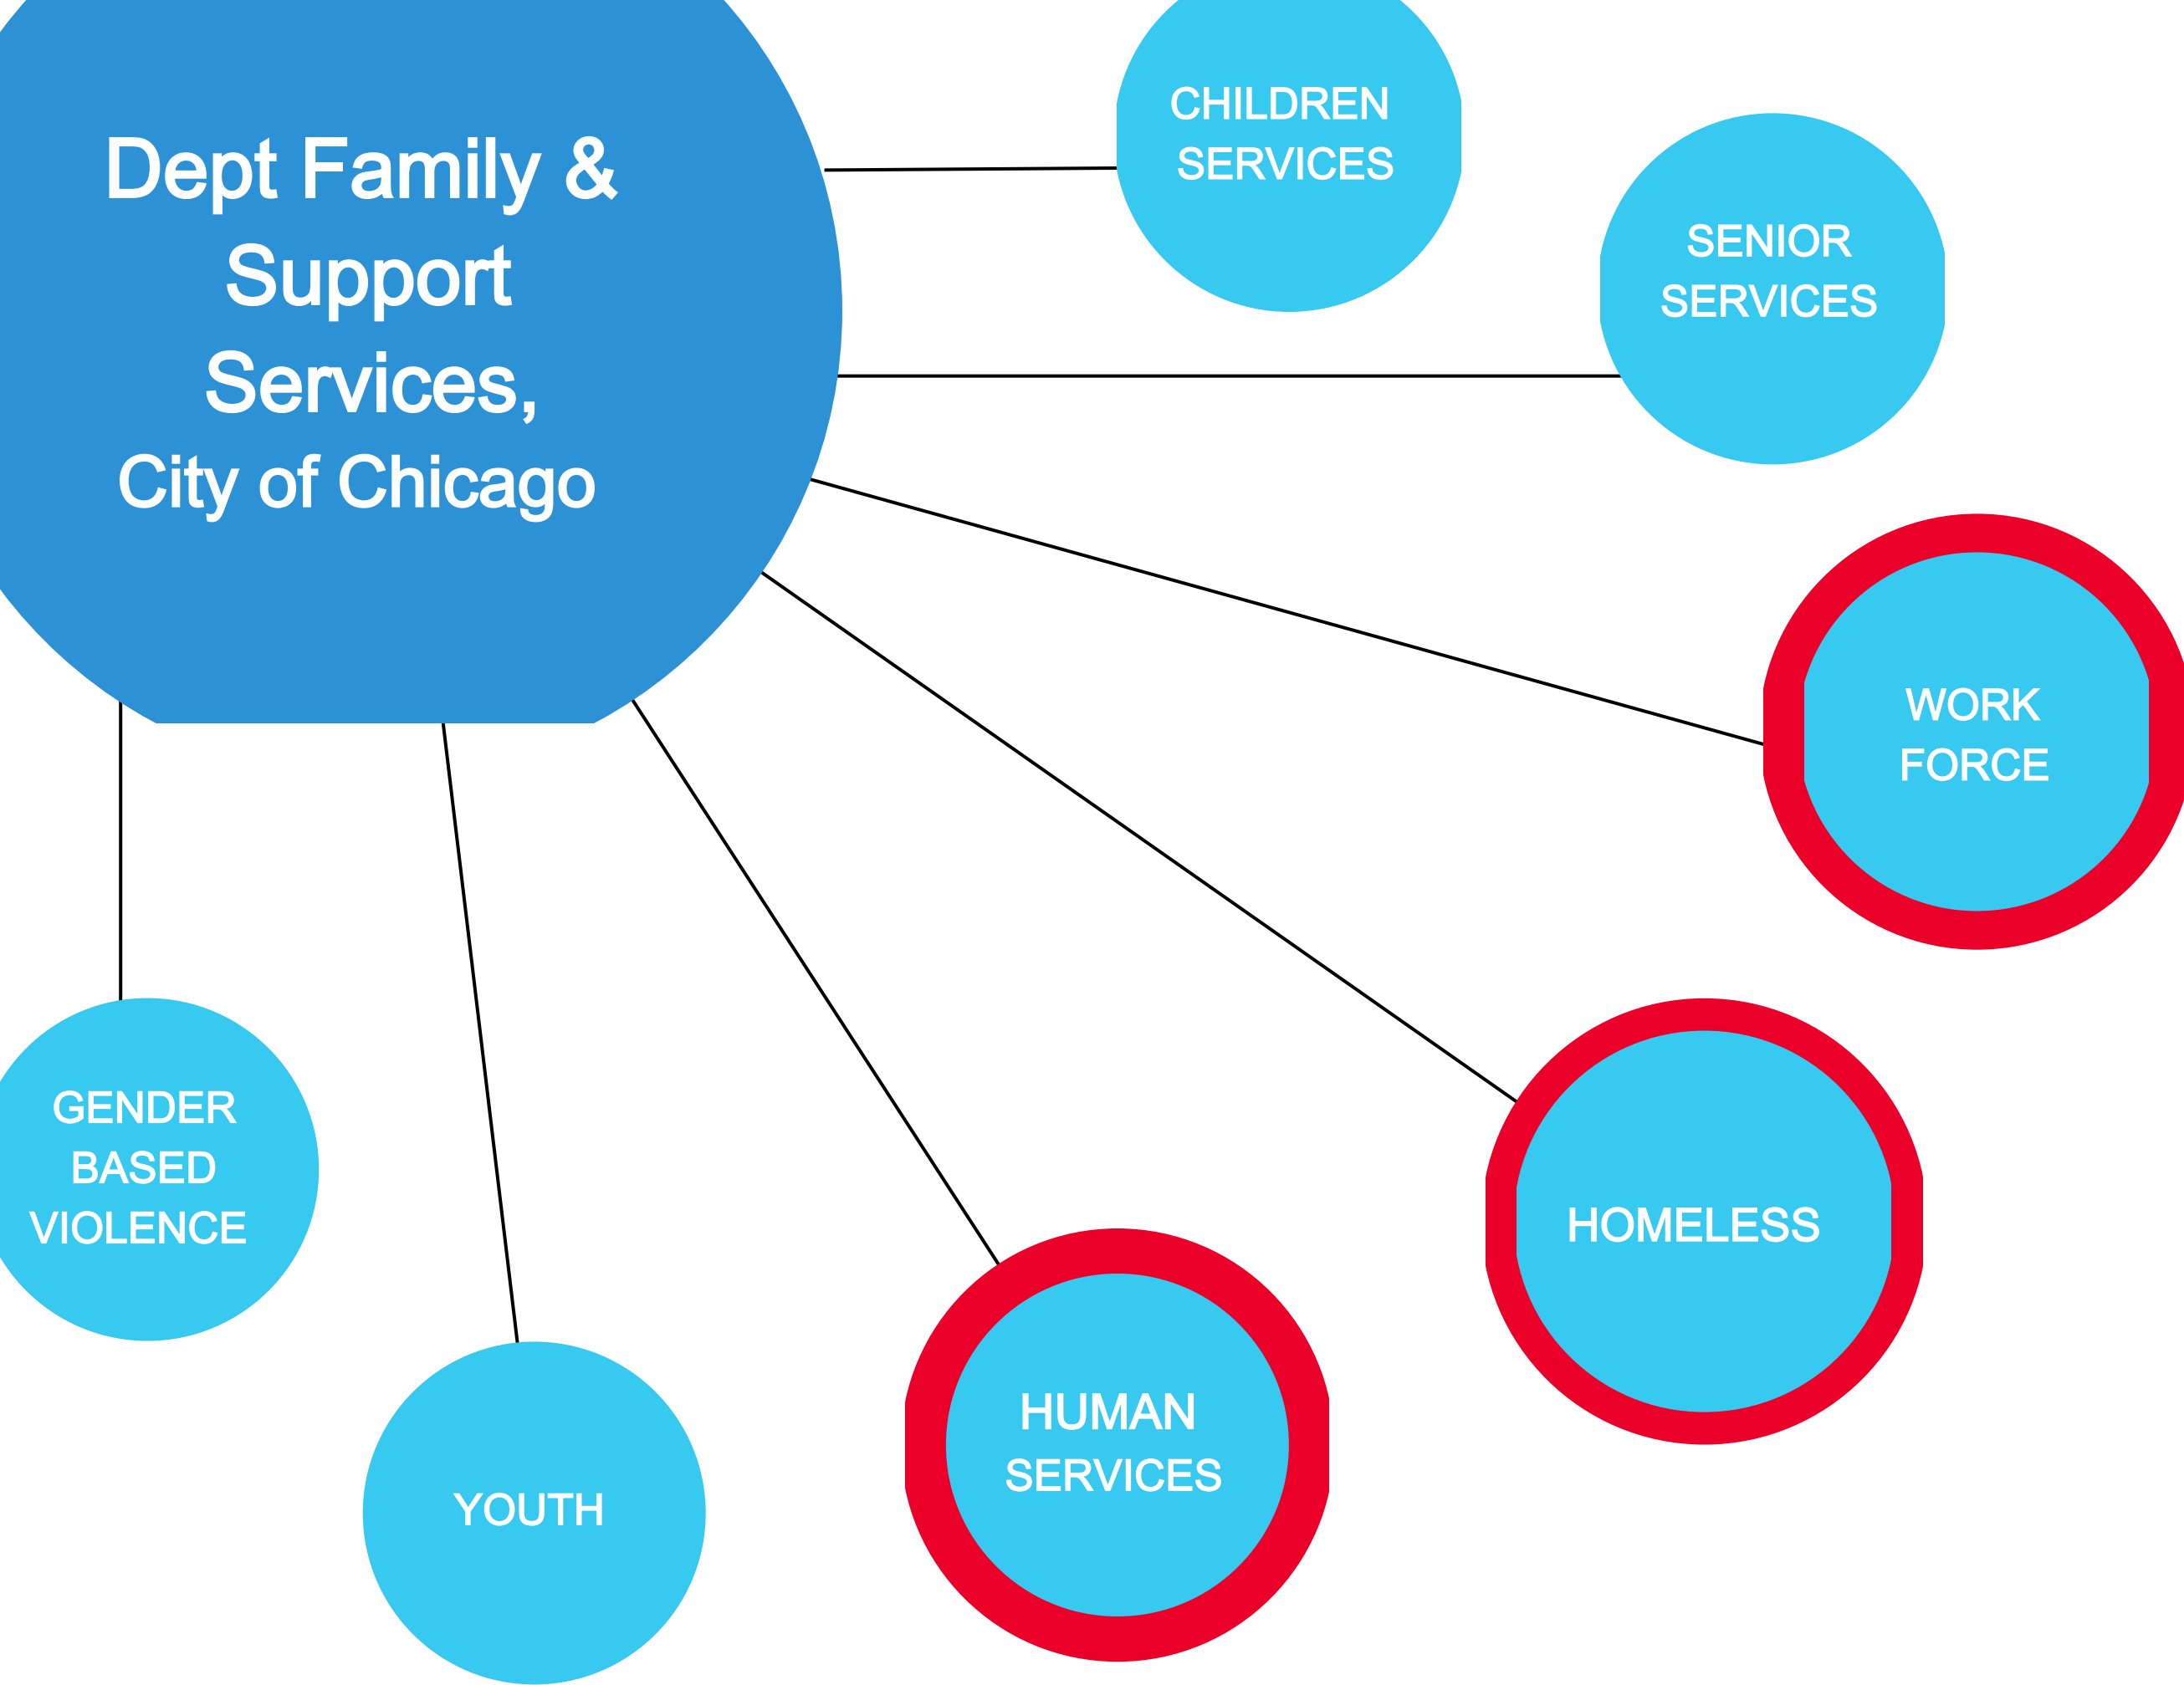 Dept Family &
Support
Services,
City of Chicago
CHILDREN
SERVICES
SENIOR
SERVICES
WORK
FORCE
HOMELESS
HUMAN
SERVICES
YOUTH
GENDER
BASED
VIOLENCE